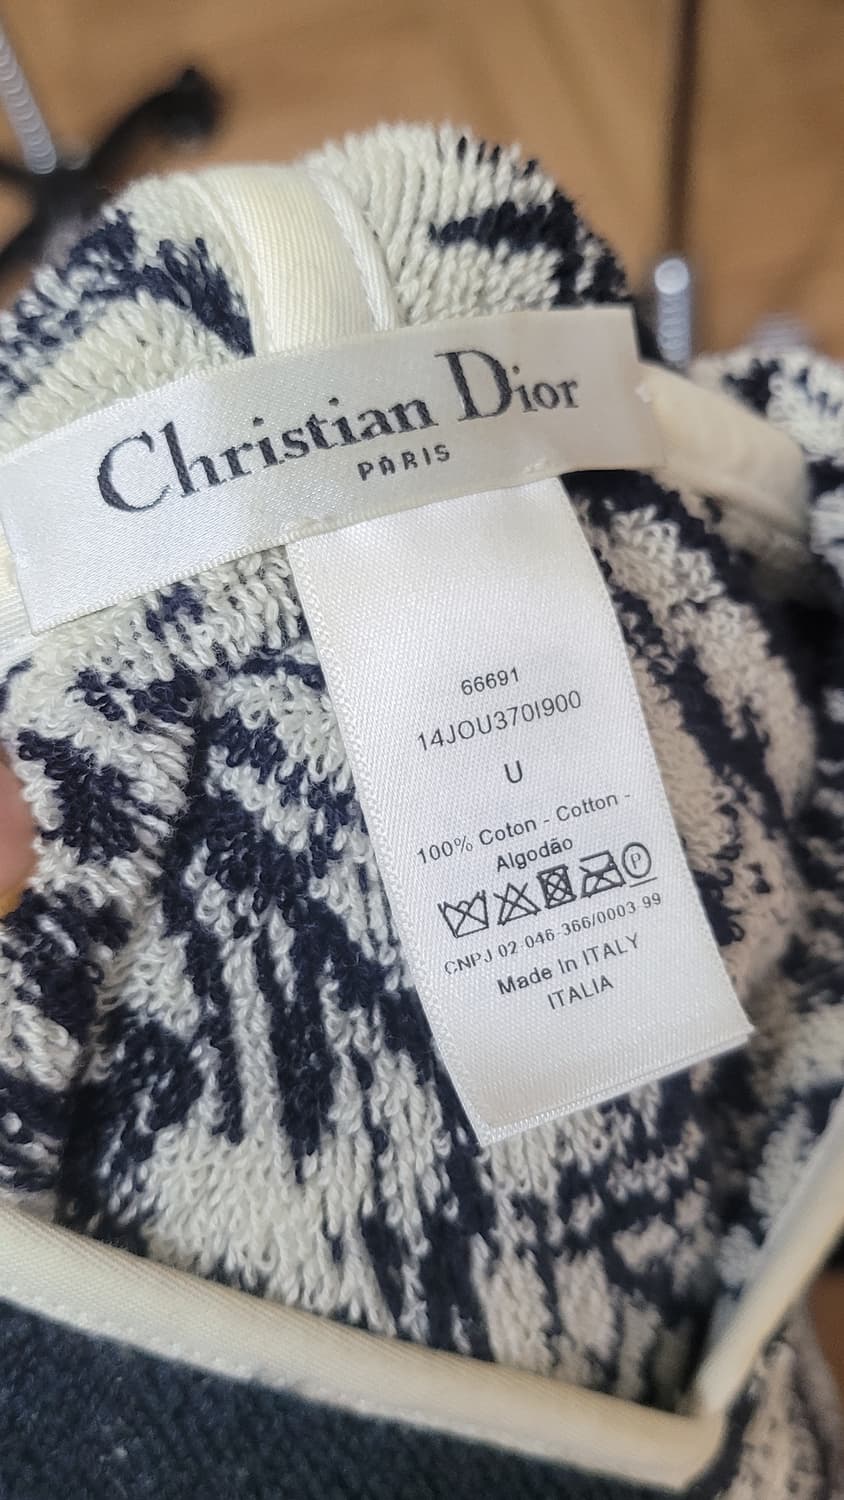 Christian Dior
PARIS
66691
14JOU370I900
U
100% Coton - Cotton -
Algodão
P
CNPJ 02 046 366/0003 99
Made In ITALY
ITALIA